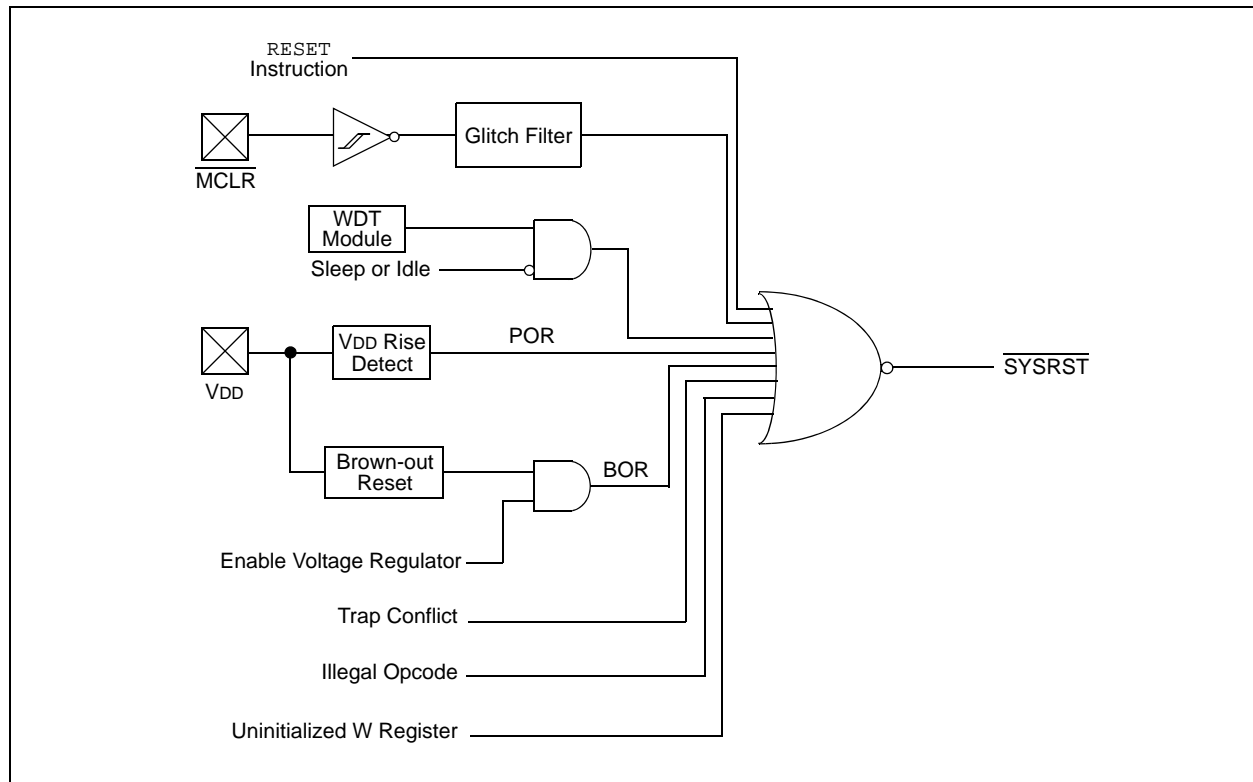 RESET
Instruction
Glitch Filter
MCLR
WDT
Module
Sleep or Idle
VDD
VDD Rise
Detect
POR
SYSRST
Brown-out
Reset
BOR
Enable Voltage Regulator
Trap Conflict
Illegal Opcode
Uninitialized W Register